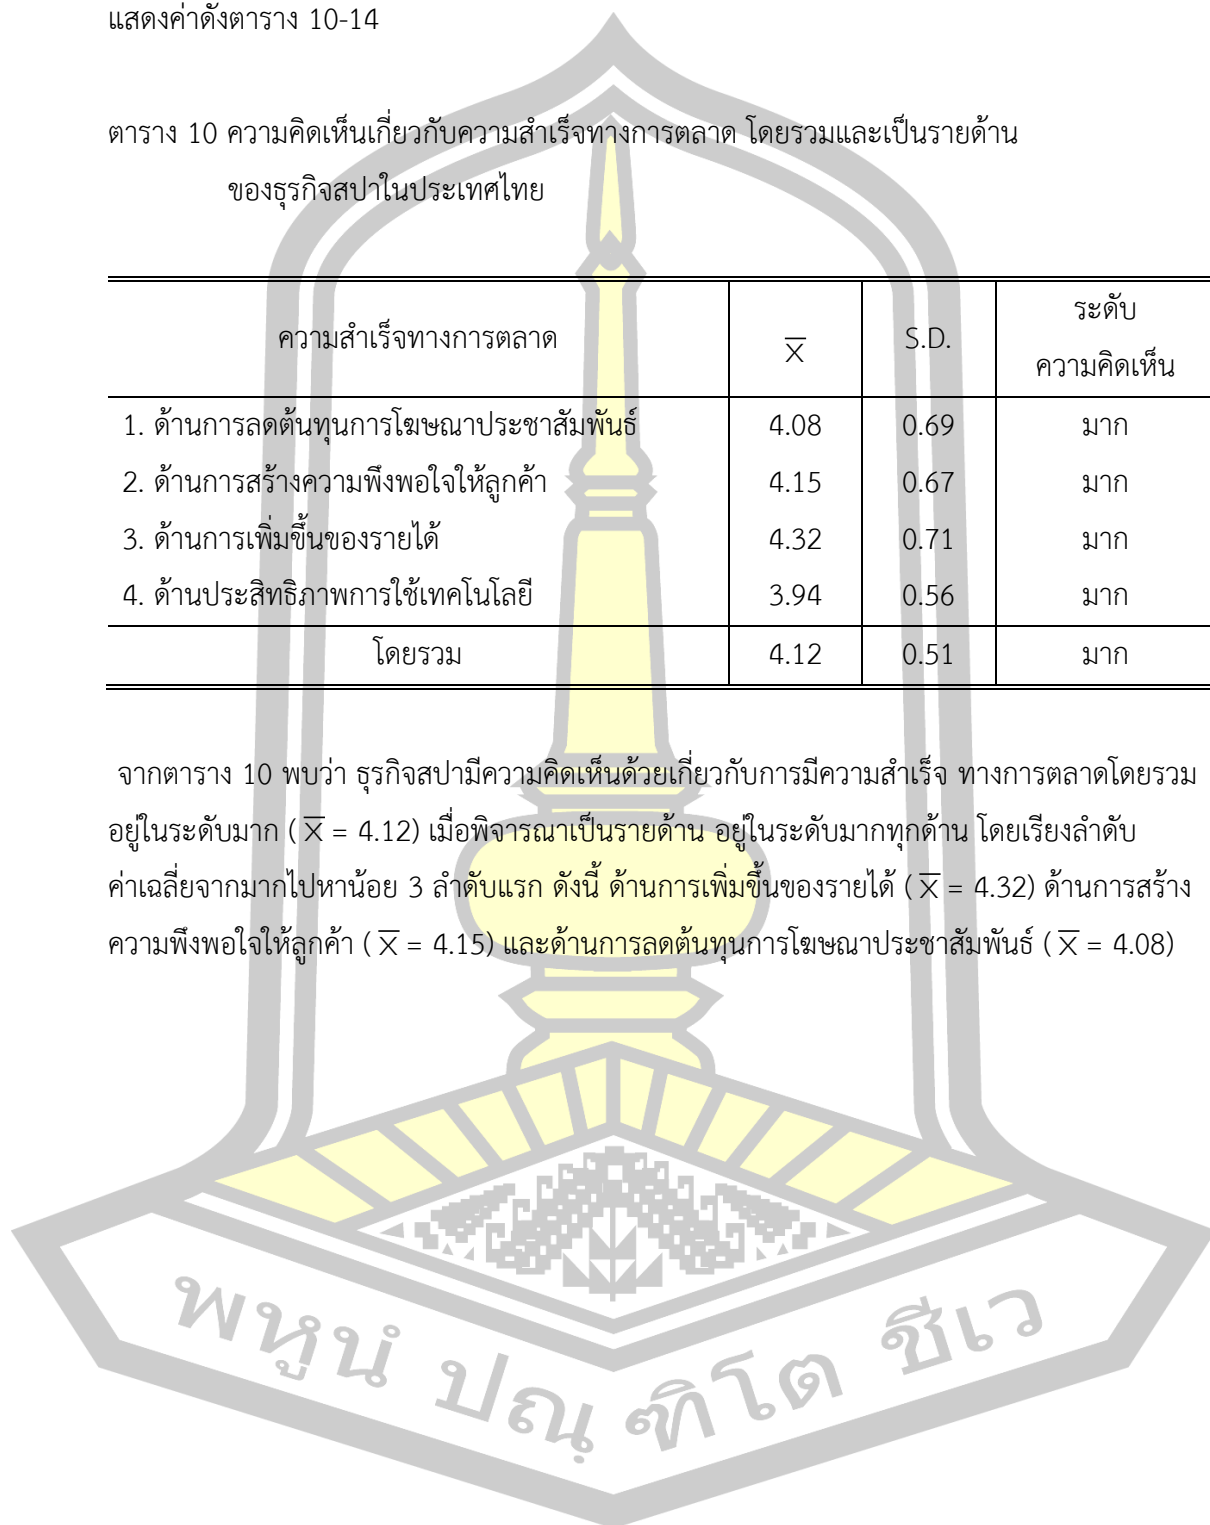 แสดงค่าดังตาราง 10-14
ตาราง 10 ความคิดเห็นเกี่ยวกับความสำเร็จทางการตลาด โดยรวมและเป็นรายด้าน
ของธุรกิจสปาในประเทศไทย
ความสำเร็จทางการตลาด X̅ S.D. ระดับ
ความคิดเห็น
1. ด้านการลดต้นทุนการโฆษณาประชาสัมพันธ์ 4.08 0.69 มาก
2. ด้านการสร้างความพึงพอใจให้ลูกค้า 4.15 0.67 มาก
3. ด้านการเพิ่มขึ้นของรายได้ 4.32 0.71 มาก
4. ด้านประสิทธิภาพการใช้เทคโนโลยี 3.94 0.56 มาก
โดยรวม 4.12 0.51 มาก
จากตาราง 10 พบว่า ธุรกิจสปามีความคิดเห็นด้วยเกี่ยวกับการมีความสำเร็จ ทางการตลาดโดยรวม
อยู่ในระดับมาก ( X̅ = 4.12) เมื่อพิจารณาเป็นรายด้าน อยู่ในระดับมากทุกด้าน โดยเรียงลำดับ
ค่าเฉลี่ยจากมากไปหาน้อย 3 ลำดับแรก ดังนี้ ด้านการเพิ่มขึ้นของรายได้ ( X̅ = 4.32) ด้านการสร้าง
ความพึงพอใจให้ลูกค้า ( X̅ = 4.15) และด้านการลดต้นทุนการโฆษณาประชาสัมพันธ์ ( X̅ = 4.08)
พหูนํ ปณฺฑิโต ชีเว